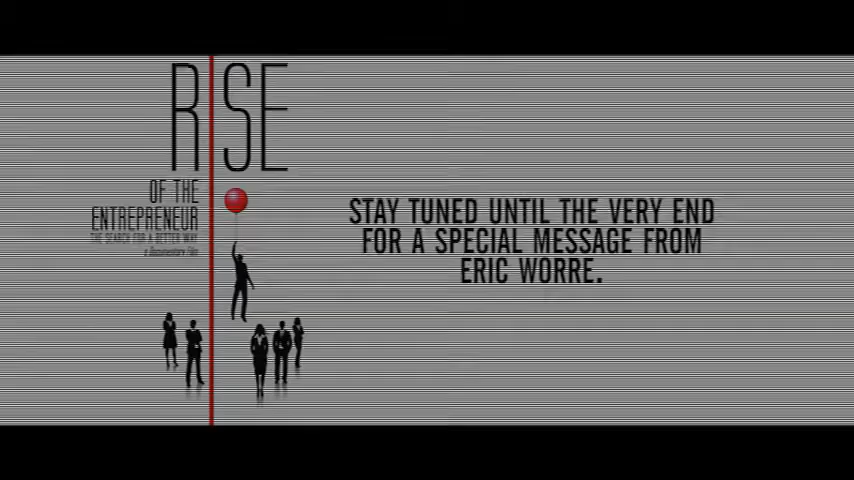 RISE
OF THE
ENTREPRENEUR
THE SEARCH FOR A BETTER WAY
a Documentary Film
STAY TUNED UNTIL THE VERY END
FOR A SPECIAL MESSAGE FROM
ERIC WORRE.